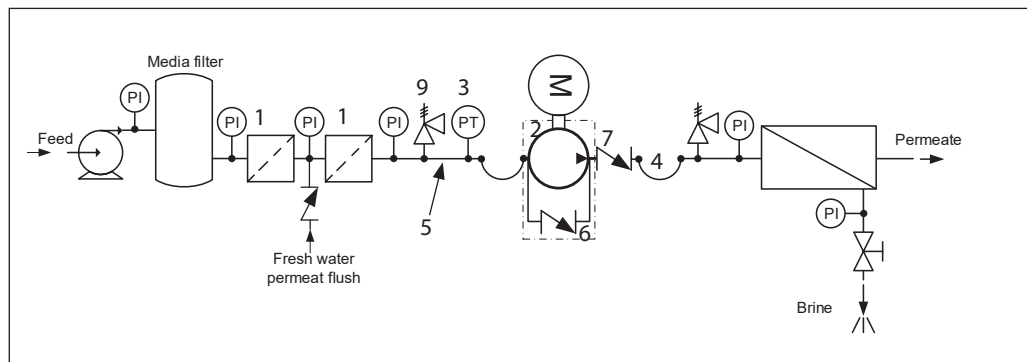 Media filter
Feed
PI
PI
1
PI
1
PI
9
3
PT
M
2
7
4
5
6
PI
PI
Permeate
Fresh water
permeat flush
Brine